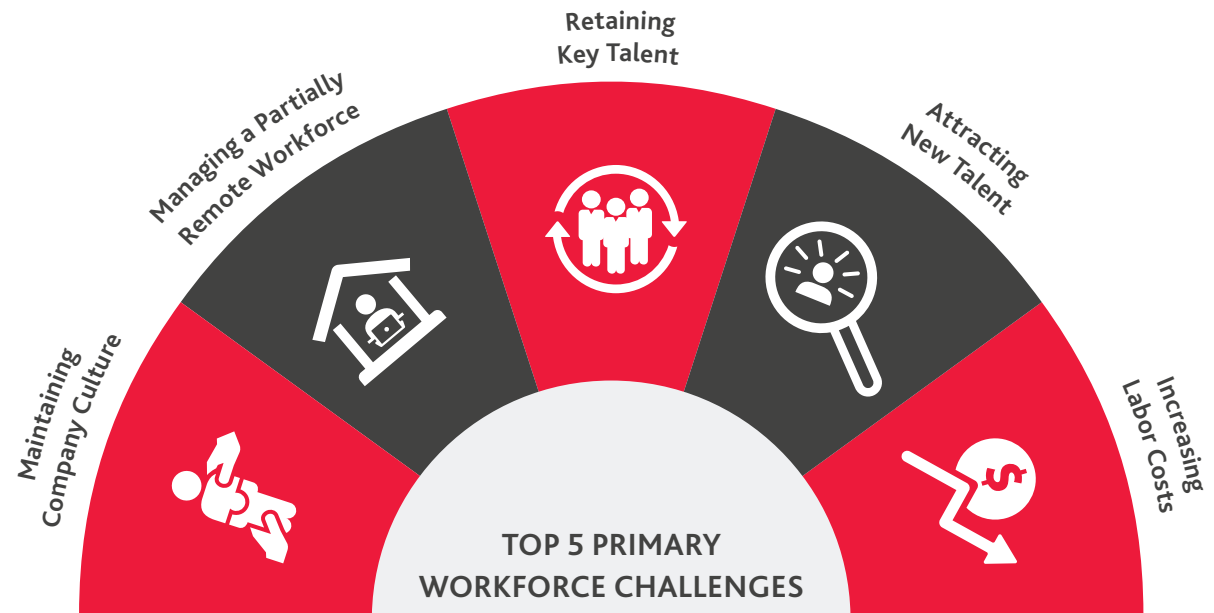 Maintaining
Company Culture
Managing a Partially
Remote Workforce
Retaining
Key Talent
Attracting
New Talent
Increasing
Labor Costs
$
TOP 5 PRIMARY
WORKFORCE CHALLENGES